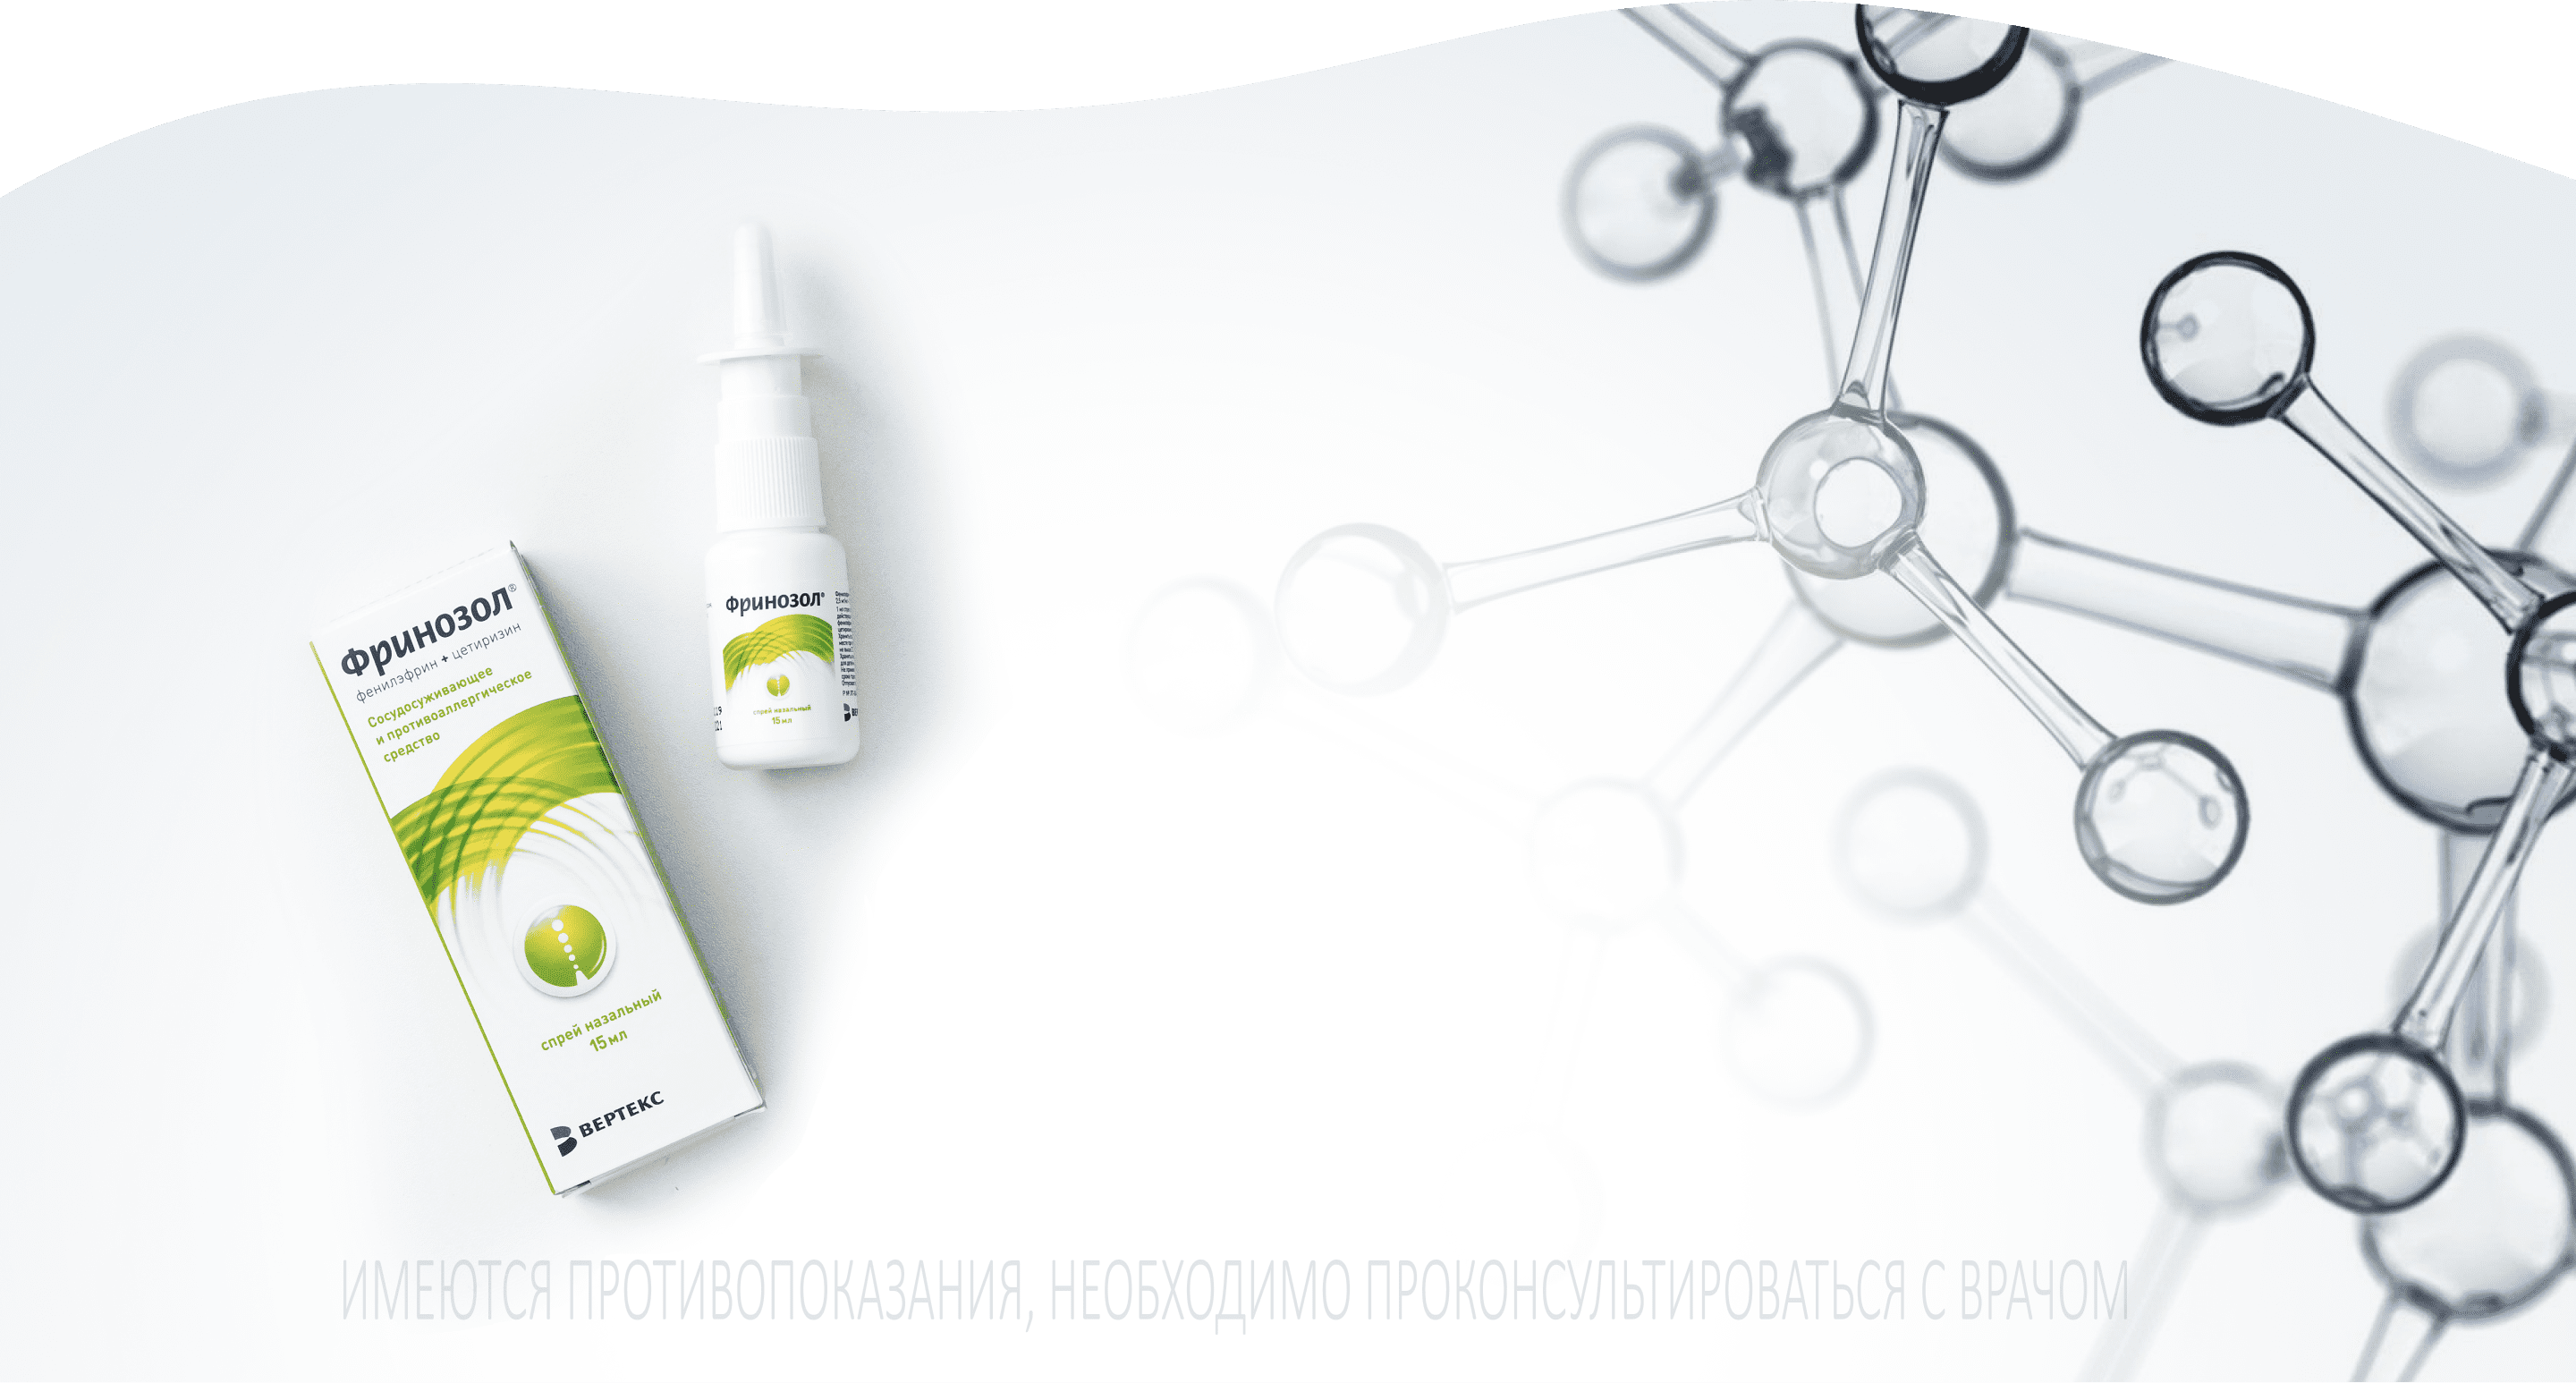 Фринозол®
фенилэфрин + цетиризин
Сосудосуживающее
и противоаллергическое
средство
спрей назальный
15 мл
ВЕРТЕКС
Фринозол®
спрей назальный
15 мл
ИМЕЮТСЯ ПРОТИВОПОКАЗАНИЯ, НЕОБХОДИМО ПРОКОНСУЛЬТИРОВАТЬСЯ С ВРАЧОМ